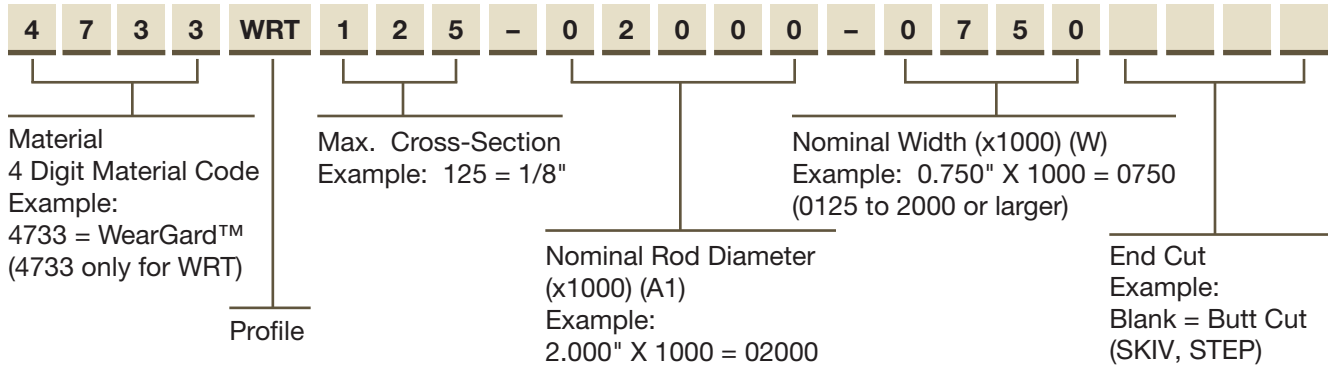 4 7 3 3 WRT 1 2 5 – 0 2 0 0 0 – 0 7 5 0
Material
4 Digit Material Code
Example:
4733 = WearGard™
(4733 only for WRT)
Profile
Max. Cross-Section
Example: 125 = 1/8"
Nominal Rod Diameter
(x1000) (A1)
Example:
2.000" X 1000 = 02000
Nominal Width (x1000) (W)
Example: 0.750" X 1000 = 0750
(0125 to 2000 or larger)
End Cut
Example:
Blank = Butt Cut
(SKIV, STEP)